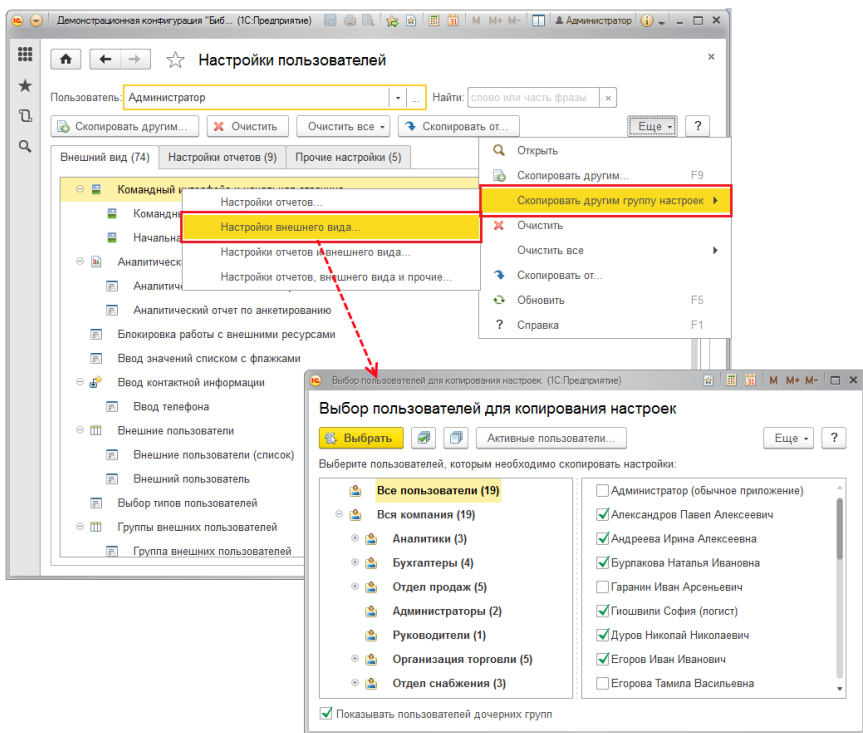 Демонстрационная конфигурация "Биб... (1С:Предприятие) M M+ M- Администратор
Настройки пользователей
Пользователь: Администратор ... Найти: слово или часть фразы ×
Скопировать другим... Очистить Очистить все Скопировать от... Еще ?
Внешний вид (74) Настройки отчетов (9) Прочие настройки (5)
Открыть
Скопировать другим... F9
Скопировать другим группу настроек
Очистить
Очистить все
Скопировать от...
Обновить F5
? Справка F1
Настройки отчетов...
Настройки внешнего вида...
Настройки отчетов и внешнего вида...
Настройки отчетов, внешнего вида и прочие...
Командный
Команд
Начальна
Аналитическ
Аналитич
Аналитический отчет по анкетированию
Блокировка работы с внешними ресурсами
Ввод значений списком с флажками
Ввод контактной информации
Ввод телефона
Внешние пользователи
Внешние пользователи (список)
Внешний пользователь
Выбор типов пользователей
Группы внешних пользователей
Группа внешних пользователей
Выбор пользователей для копирования настроек (1С:Предприятие) M M+ M-
Выбор пользователей для копирования настроек
Выбрать Активные пользователи... Еще ?
Выберите пользователей, которым необходимо скопировать настройки:
Все пользователи (19)
Вся компания (19)
Аналитики (3)
Бухгалтеры (4)
Отдел продаж (5)
Администраторы (2)
Руководители (1)
Организация торговли (5)
Отдел снабжения (3)
Администратор (обычное приложение)
Александров Павел Алексеевич
Андреева Ирина Алексеевна
Бурлакова Наталья Ивановна
Гаранин Иван Арсеньевич
Гиошвили София (логист)
Дуров Николай Николаевич
Егоров Иван Иванович
Егорова Тамила Васильевна
Показывать пользователей дочерних групп